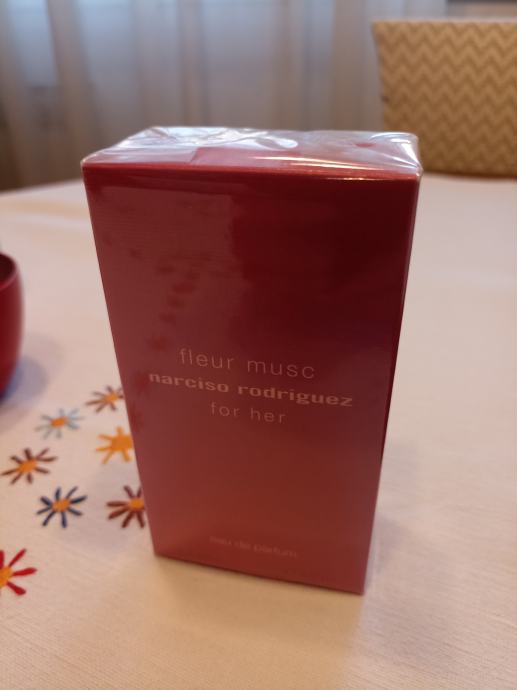 fleur musc
narciso rodriguez
for her
eau de parfum